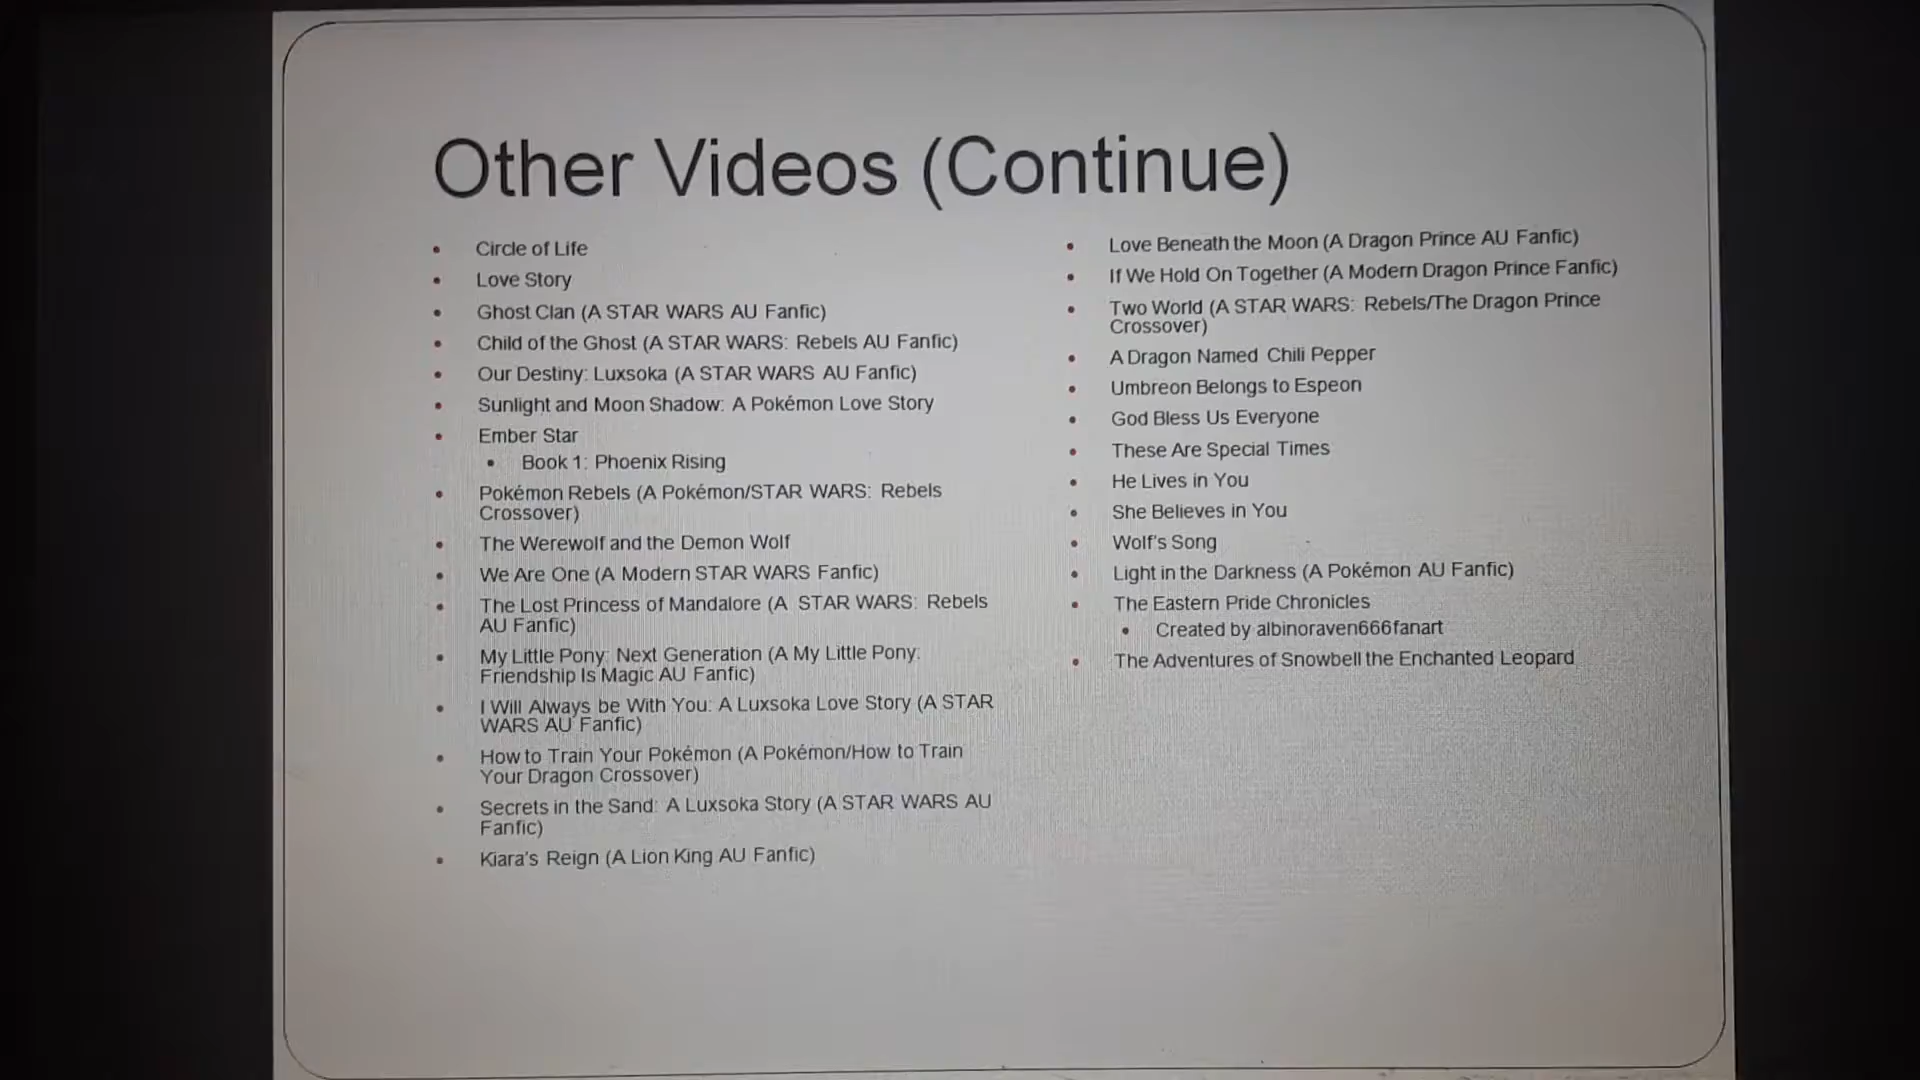 Other Videos (Continue)
• Circle of Life
• Love Story
• Ghost Clan (A STAR WARS AU Fanfic)
• Child of the Ghost (A STAR WARS: Rebels AU Fanfic)
• Our Destiny: Luxsoka (A STAR WARS AU Fanfic)
• Sunlight and Moon Shadow: A Pokémon Love Story
• Ember Star
• Book 1: Phoenix Rising
• Pokémon Rebels (A Pokémon/STAR WARS: Rebels
Crossover)
• The Werewolf and the Demon Wolf
• We Are One (A Modern STAR WARS Fanfic)
• The Lost Princess of Mandalore (A STAR WARS: Rebels
AU Fanfic)
• My Little Pony: Next Generation (A My Little Pony:
Friendship Is Magic AU Fanfic)
• I Will Always be With You: A Luxsoka Love Story (A STAR
WARS AU Fanfic)
• How to Train Your Pokémon (A Pokémon/How to Train
Your Dragon Crossover)
• Secrets in the Sand: A Luxsoka Story (A STAR WARS AU
Fanfic)
• Kiara's Reign (A Lion King AU Fanfic)
• Love Beneath the Moon (A Dragon Prince AU Fanfic)
• If We Hold On Together (A Modern Dragon Prince Fanfic)
• Two World (A STAR WARS: Rebels/The Dragon Prince
Crossover)
• A Dragon Named Chili Pepper
• Umbreon Belongs to Espeon
• God Bless Us Everyone
• These Are Special Times
• He Lives in You
• She Believes in You
• Wolf's Song
• Light in the Darkness (A Pokémon AU Fanfic)
• The Eastern Pride Chronicles
• Created by albinoraven666fanart
• The Adventures of Snowbell the Enchanted Leopard